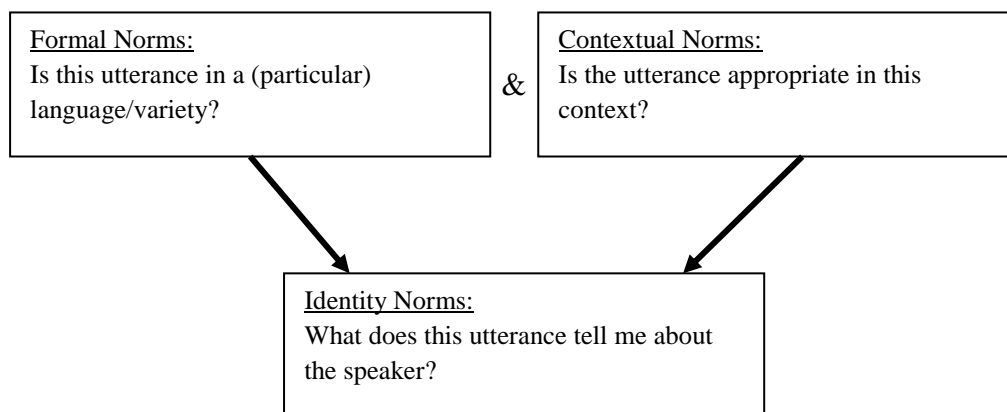 Formal Norms:
Is this utterance in a (particular)
language/variety?
&
Contextual Norms:
Is the utterance appropriate in this
context?
Identity Norms:
What does this utterance tell me about
the speaker?